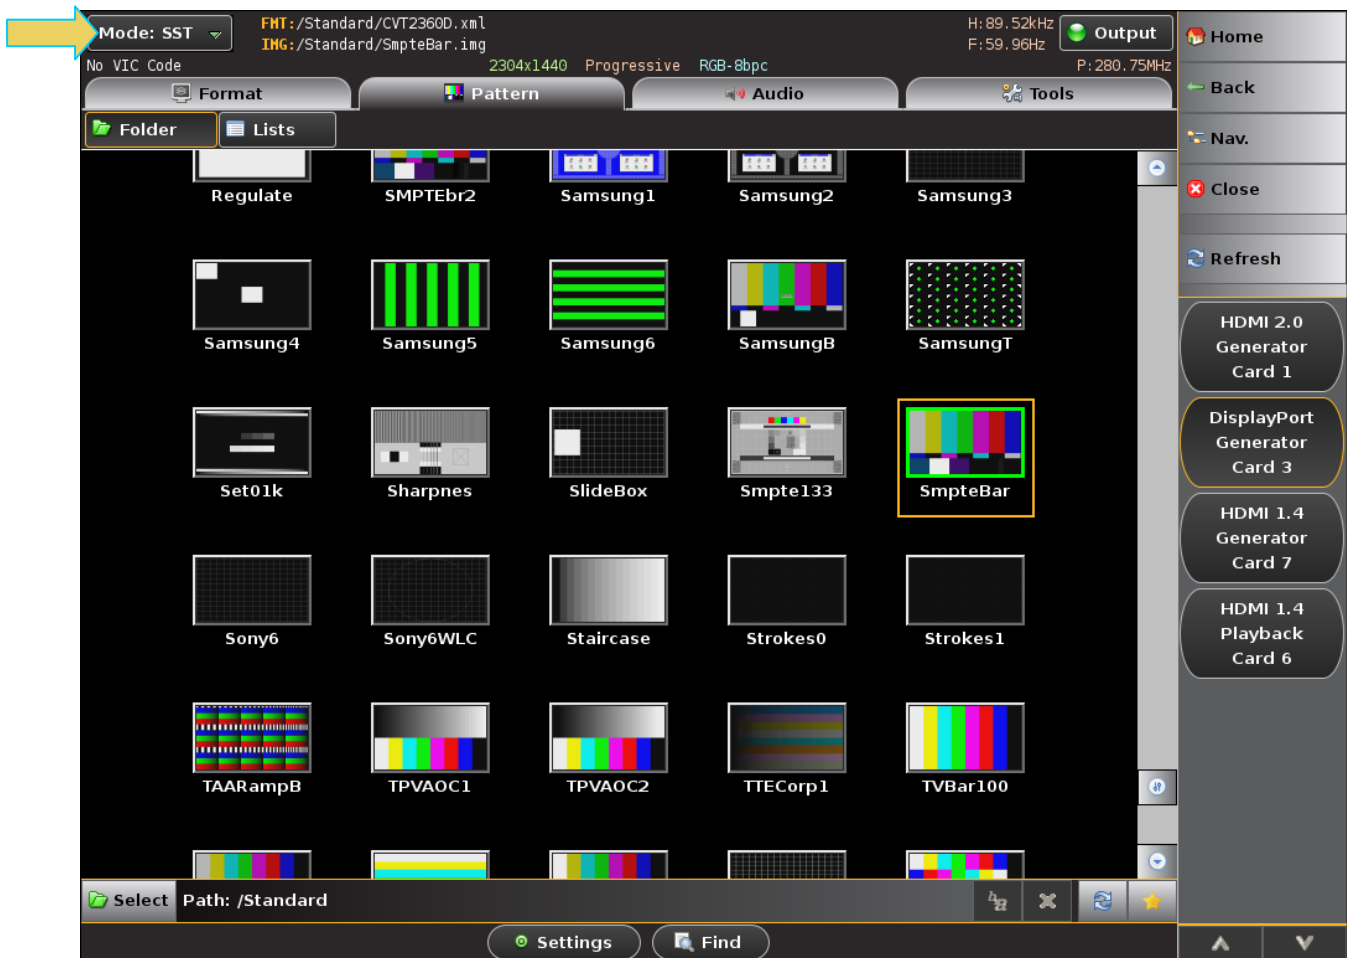 Mode: SST
FMT:/Standard/CVT2360D.xml
IMG:/Standard/SmpteBar.img
H:89.52kHz
F:59.96Hz
Output
No VIC Code
2304x1440 Progressive RGB-8bpc
P:280.75MHz
Format
Pattern
Audio
Tools
Folder
Lists
Regulate
SMPTEbr2
Samsung1
Samsung2
Samsung3
Samsung4
Samsung5
Samsung6
SamsungB
SamsungT
Set01k
Sharpnes
SlideBox
Smpte133
SmpteBar
Sony6
Sony6WLC
Staircase
Strokes0
Strokes1
TAARampB
TPVAOC1
TPVAOC2
TTECorp1
TVBar100
Select
Path: /Standard
Settings
Find
Home
Back
Nav.
Close
Refresh
HDMI 2.0
Generator
Card 1
DisplayPort
Generator
Card 3
HDMI 1.4
Generator
Card 7
HDMI 1.4
Playback
Card 6